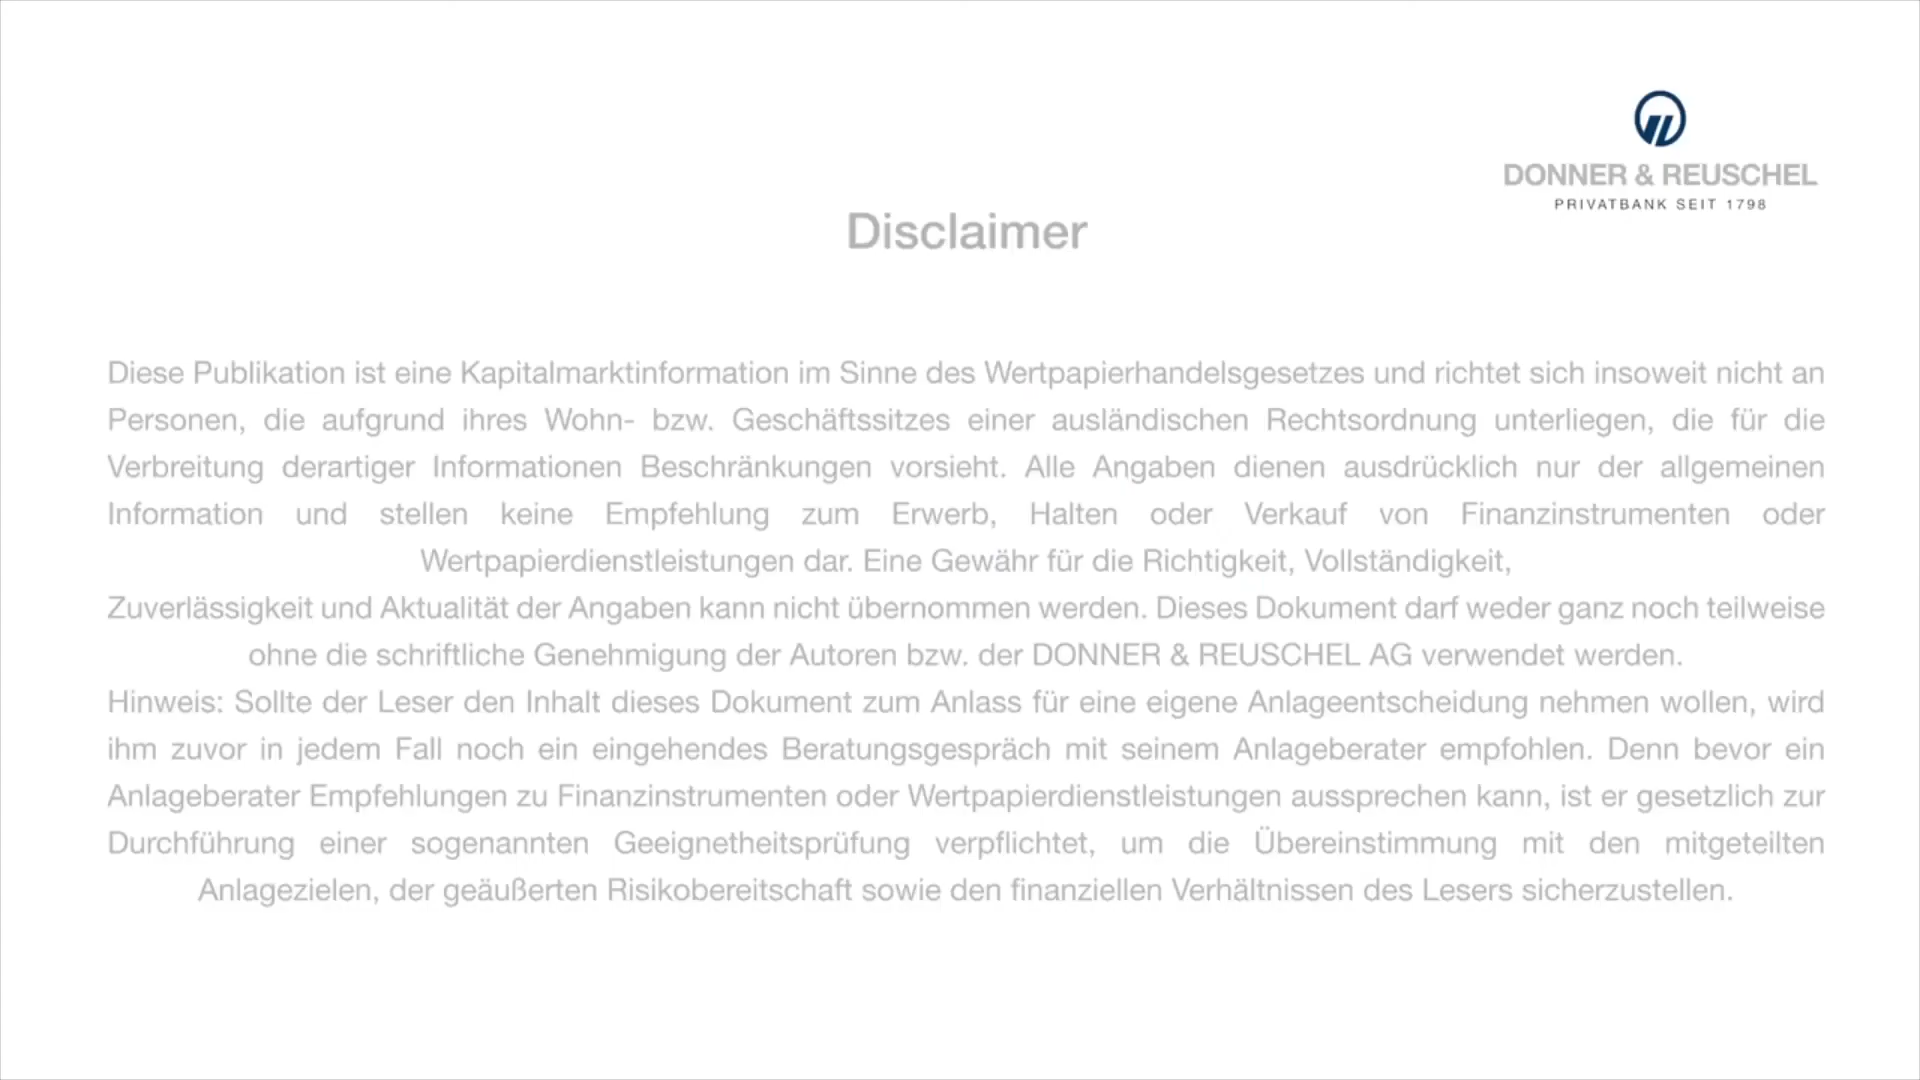 DONNER & REUSCHEL
PRIVATBANK SEIT 1798
Disclaimer
Diese Publikation ist eine Kapitalmarktinformation im Sinne des Wertpapierhandelsgesetzes und richtet sich insoweit nicht an
Personen, die aufgrund ihres Wohn- bzw. Geschäftssitzes einer ausländischen Rechtsordnung unterliegen, die für die
Verbreitung derartiger Informationen Beschränkungen vorsieht. Alle Angaben dienen ausdrücklich nur der allgemeinen
Information und stellen keine Empfehlung zum Erwerb, Halten oder Verkauf von Finanzinstrumenten oder
Wertpapierdienstleistungen dar. Eine Gewähr für die Richtigkeit, Vollständigkeit,
Zuverlässigkeit und Aktualität der Angaben kann nicht übernommen werden. Dieses Dokument darf weder ganz noch teilweise
ohne die schriftliche Genehmigung der Autoren bzw. der DONNER & REUSCHEL AG verwendet werden.
Hinweis: Sollte der Leser den Inhalt dieses Dokument zum Anlass für eine eigene Anlageentscheidung nehmen wollen, wird
ihm zuvor in jedem Fall noch ein eingehendes Beratungsgespräch mit seinem Anlageberater empfohlen. Denn bevor ein
Anlageberater Empfehlungen zu Finanzinstrumenten oder Wertpapierdienstleistungen aussprechen kann, ist er gesetzlich zur
Durchführung einer sogenannten Geeignetheitsprüfung verpflichtet, um die Übereinstimmung mit den mitgeteilten
Anlagezielen, der geäußerten Risikobereitschaft sowie den finanziellen Verhältnissen des Lesers sicherzustellen.